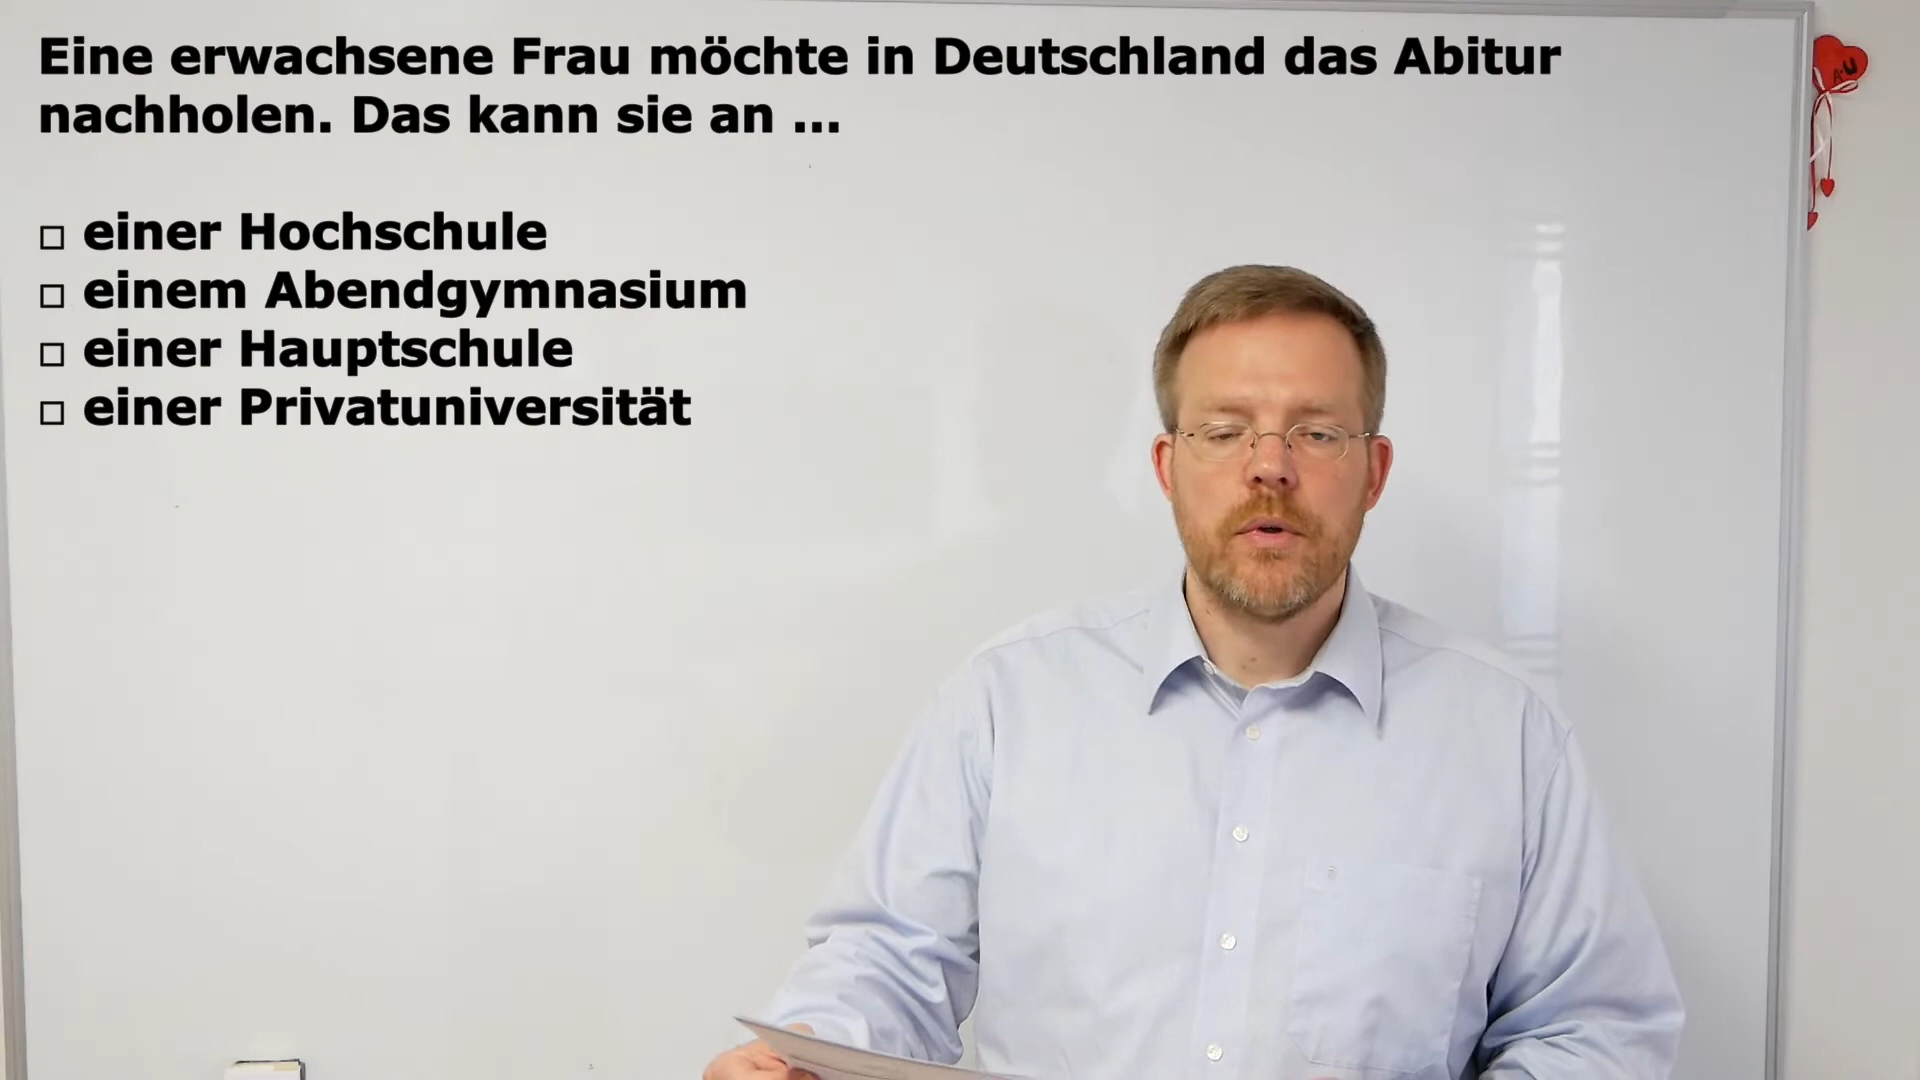 Eine erwachsene Frau möchte in Deutschland das Abitur
nachholen. Das kann sie an ...
□ einer Hochschule
□ einem Abendgymnasium
□ einer Hauptschule
□ einer Privatuniversität
A+U